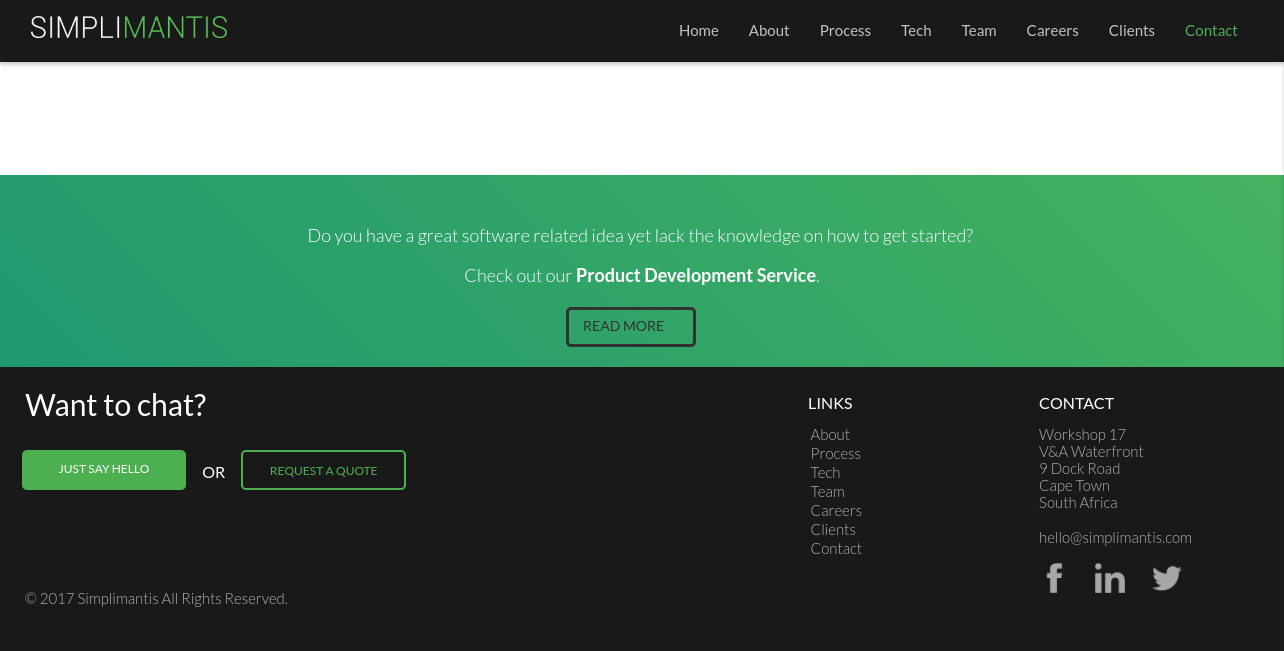 SIMPLIMANTIS
Home
About
Process
Tech
Team
Careers
Clients
Contact
Do you have a great software related idea yet lack the knowledge on how to get started?
Check out our Product Development Service.
READ MORE
Want to chat?
JUST SAY HELLO
OR
REQUEST A QUOTE
© 2017 Simplimantis All Rights Reserved.
LINKS
About
Process
Tech
Team
Careers
Clients
Contact
CONTACT
Workshop 17
V&A Waterfront
9 Dock Road
Cape Town
South Africa
hello@simplimantis.com